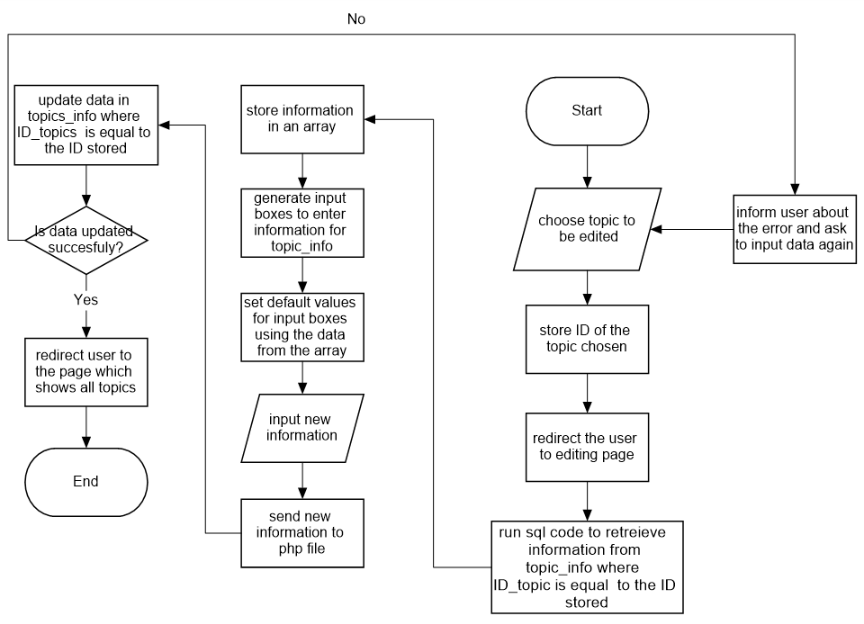 No
Start
choose topic to
be edited
store ID of the
topic chosen
redirect the user
to editing page
run sql code to retreieve
information from
topic_info where
ID_topic is equal to the ID
stored
store information
in an array
generate input
boxes to enter
information for
topic_info
set default values
for input boxes
using the data
from the array
input new
information
send new
information to
php file
update data in
topics_info where
ID_topics is equal to
the ID stored
Is data updated
succesfuly?
Yes
redirect user to
the page which
shows all topics
End
inform user about
the error and ask
to input data again